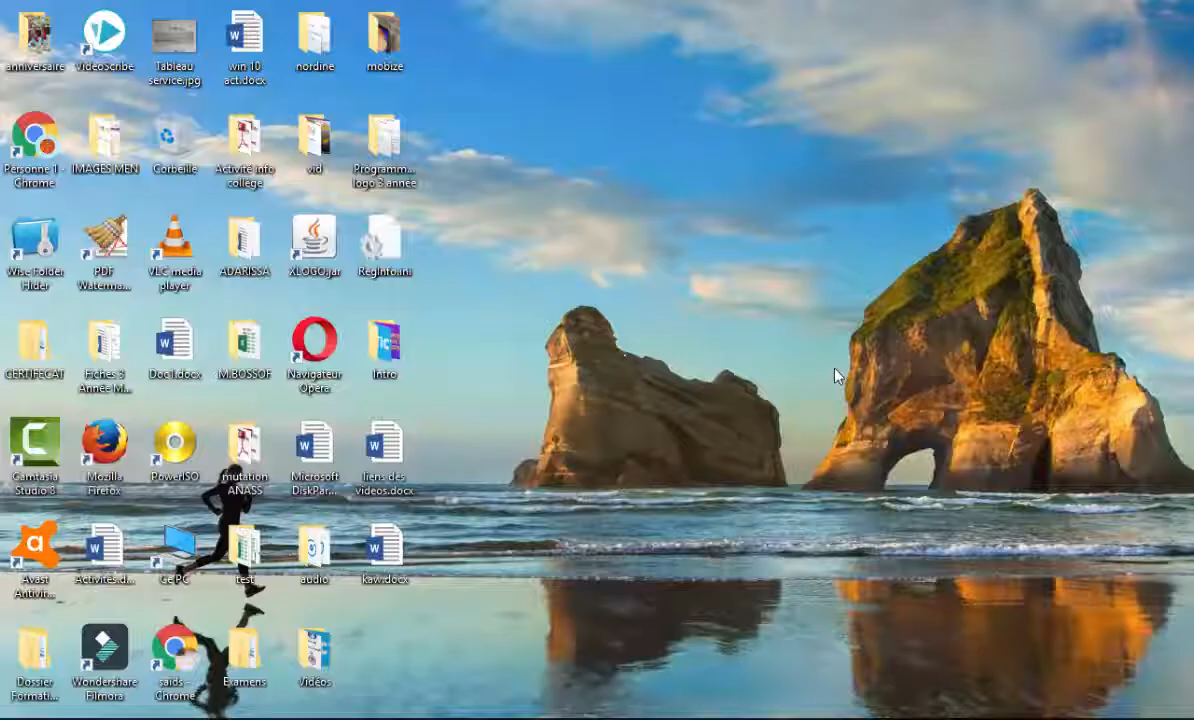 anniversaire
VideoScribe
Tableau
service.jpg
win 10
act.docx
nordine
mobize
Personne 1 -
Chrome
IMAGES MEN
Corbeille
Activité info
collège
vid
Programm...
logo 3 année
Wise Folder
Hider
PDF
Waterma...
VLC media
player
ADARISSA
XLOGO.jar
RegInfo.ini
CERTIFECAT
Fiches 3
Année M...
Doc1.docx
M.BOSSOF
Navigateur
Opera
Intro
Camtasia
Studio 8
Mozilla
Firefox
PowerISO
mutation
ANASS
Microsoft
DiskPar...
liens des
videos.docx
Avast
Antivir...
Activités.d...
Ce PC
test
audio
kaw.docx
Dossier
Formati...
Wondershare
Filmora
saids -
Chrome
Examens
Vidéos